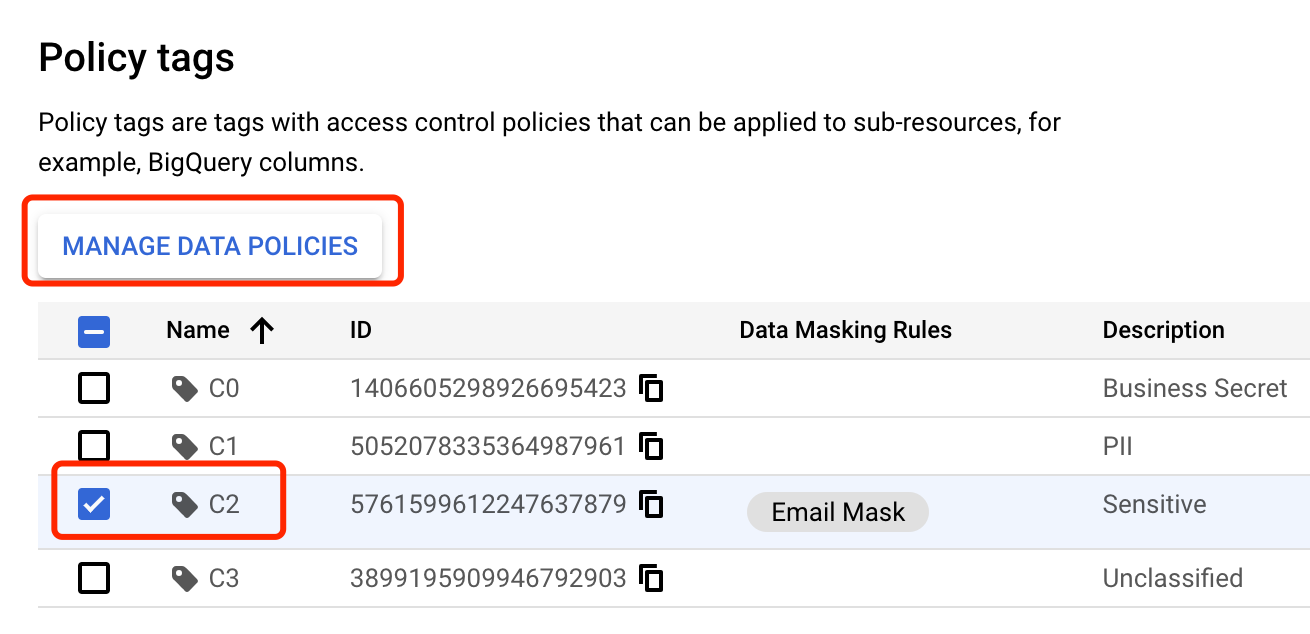 Policy tags
Policy tags are tags with access control policies that can be applied to sub-resources, for
example, BigQuery columns.
MANAGE DATA POLICIES
Name ID Data Masking Rules Description
C0 1406605298926695423 Business Secret
C1 5052078335364987961 PII
C2 5761599612247637879 Email Mask Sensitive
C3 3899195909946792903 Unclassified